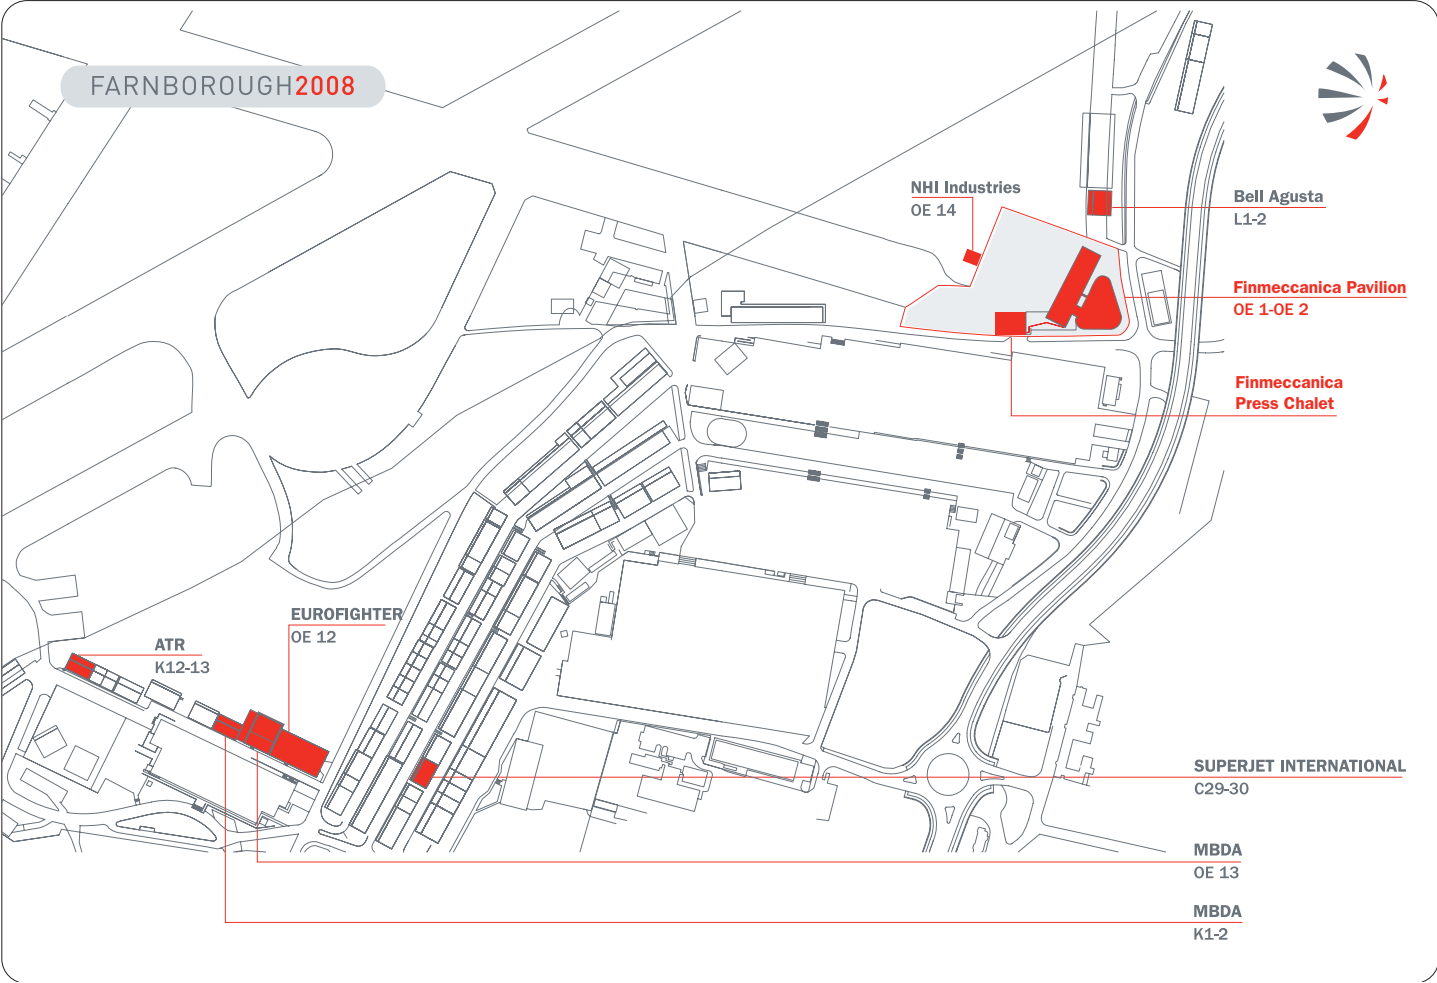 FARNBOROUGH2008
NHI Industries
OE 14
Bell Agusta
L1-2
Finmeccanica Pavilion
OE 1-OE 2
Finmeccanica
Press Chalet
EUROFIGHTER
OE 12
ATR
K12-13
SUPERJET INTERNATIONAL
C29-30
MBDA
OE 13
MBDA
K1-2